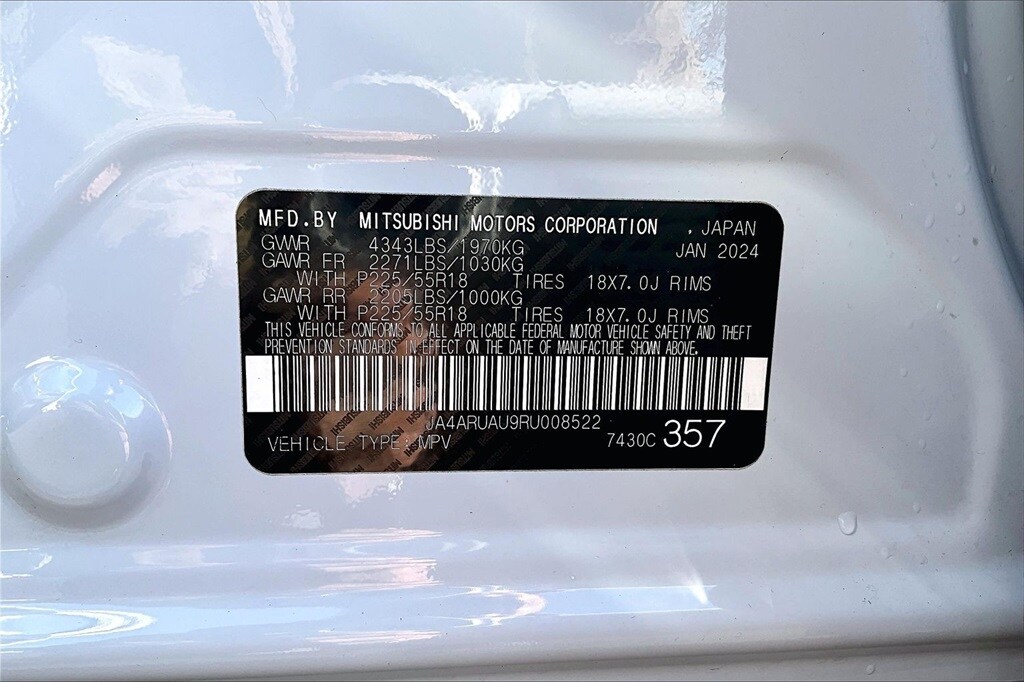 MFD.BY MITSUBISHI MOTORS CORPORATION , JAPAN
GVWR 4343LBS/1970KG JAN 2024
GAWR FR 2271LBS/1030KG
WITH P225/55R18 TIRES 18X7.0J RIMS
GAWR RR 2205LBS/1000KG
WITH P225/55R18 TIRES 18X7.0J RIMS
THIS VEHICLE CONFORMS TO ALL APPLICABLE FEDERAL MOTOR VEHICLE SAFETY AND THEFT
PREVENTION STANDARDS IN EFFECT ON THE DATE OF MANUFACTURE SHOWN ABOVE.
JA4ARUAU9RU008522
VEHICLE TYPE:MPV 7430C 357